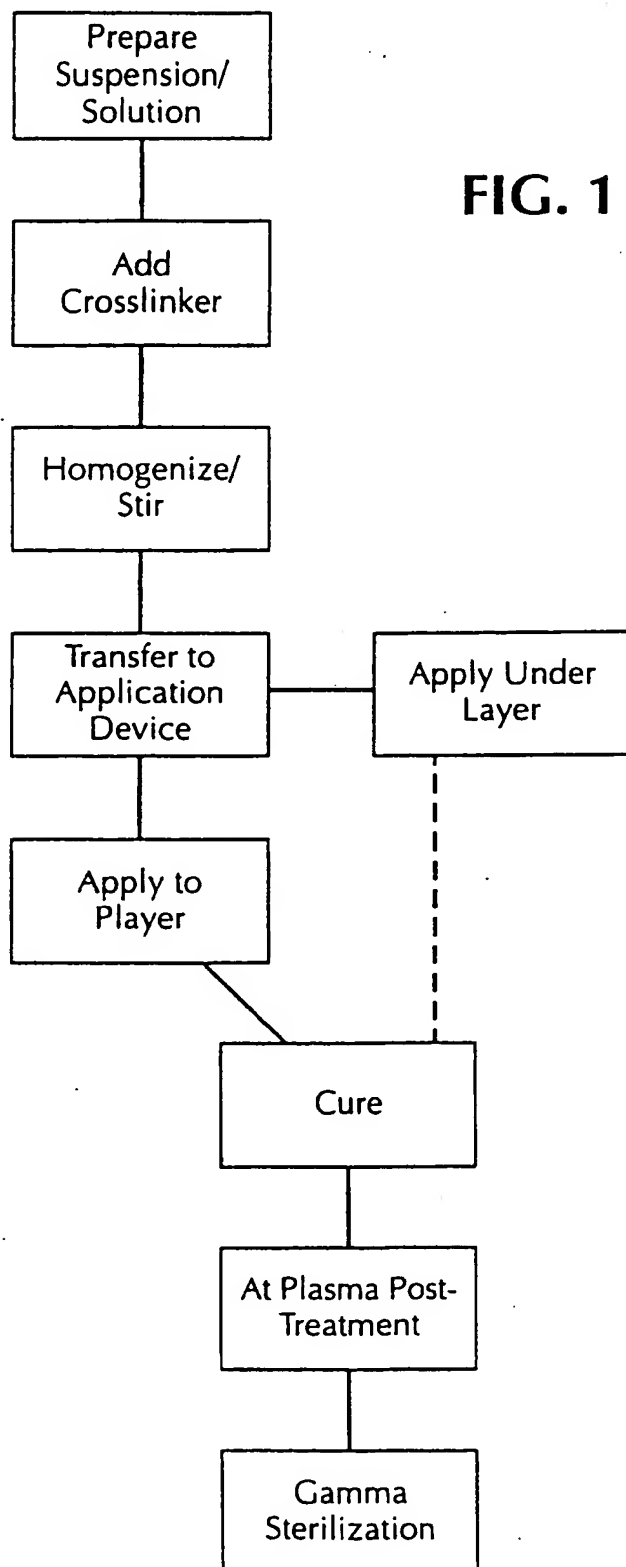 Prepare
Suspension/
Solution
FIG. 1
Add
Crosslinker
Homogenize/
Stir
Transfer to
Application
Device
Apply Under
Layer
Apply to
Player
Cure
At Plasma Post-
Treatment
Gamma
Sterilization